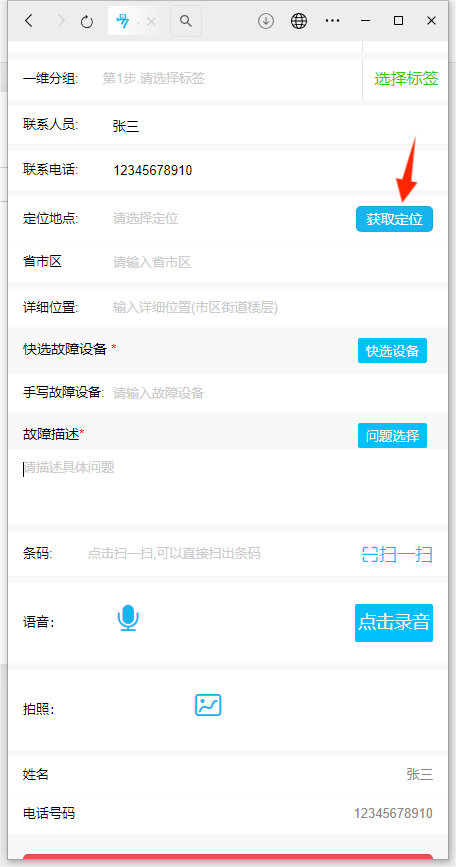 一维分组: 第1步.请选择标签 选择标签
联系人员: 张三
联系电话: 12345678910
定位地点: 请选择定位 获取定位
省市区 请输入省市区
详细位置: 输入详细位置(市区街道楼层)
快选故障设备 * 快选设备
手写故障设备: 请输入故障设备
故障描述* 问题选择
请描述具体问题
条码: 点击扫一扫,可以直接扫出条码 扫一扫
语音: 点击录音
拍照:
姓名 张三
电话号码 12345678910